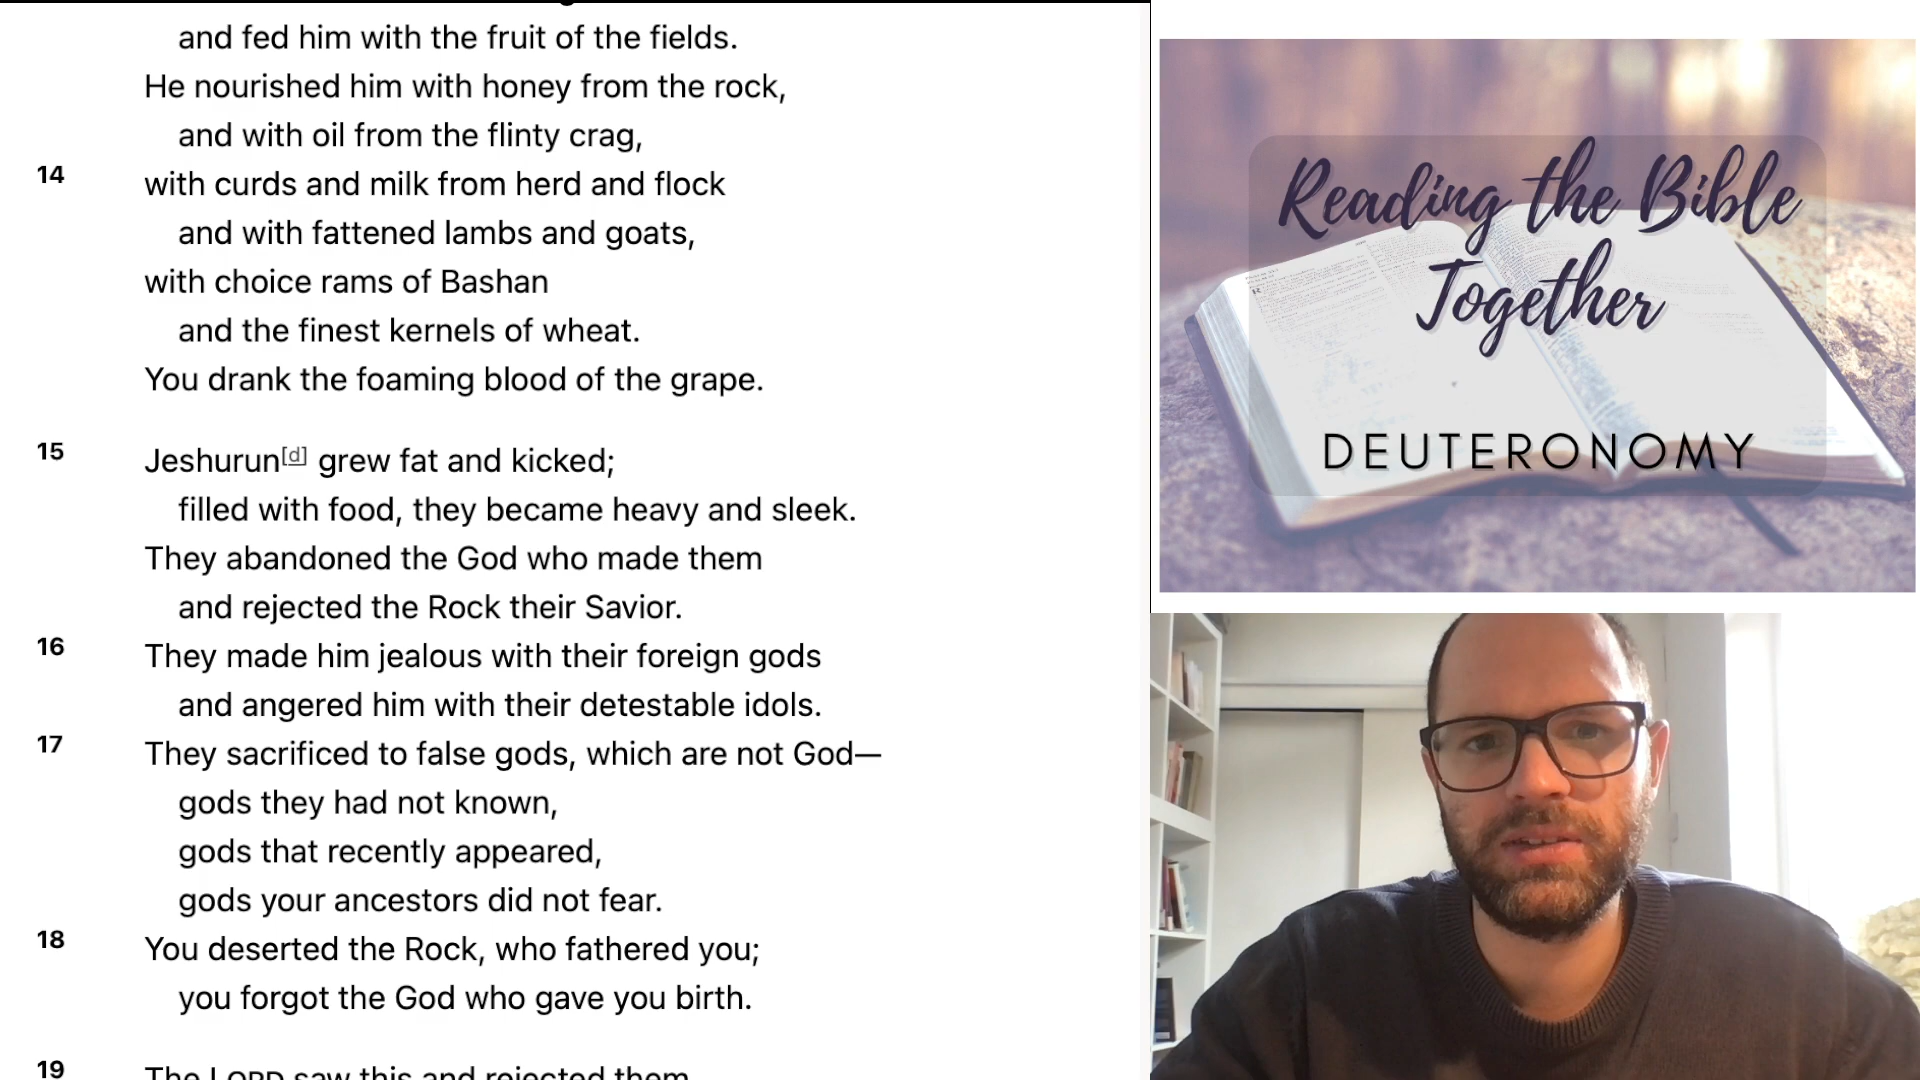 and fed him with the fruit of the fields.
He nourished him with honey from the rock,
and with oil from the flinty crag,
14 with curds and milk from herd and flock
and with fattened lambs and goats,
with choice rams of Bashan
and the finest kernels of wheat.
You drank the foaming blood of the grape.
15 Jeshurun[d] grew fat and kicked;
filled with food, they became heavy and sleek.
They abandoned the God who made them
and rejected the Rock their Savior.
16 They made him jealous with their foreign gods
and angered him with their detestable idols.
17 They sacrificed to false gods, which are not God—
gods they had not known,
gods that recently appeared,
gods your ancestors did not fear.
18 You deserted the Rock, who fathered you;
you forgot the God who gave you birth.
19 The LORD saw this and rejected them
Reading the Bible
Together
DEUTERONOMY